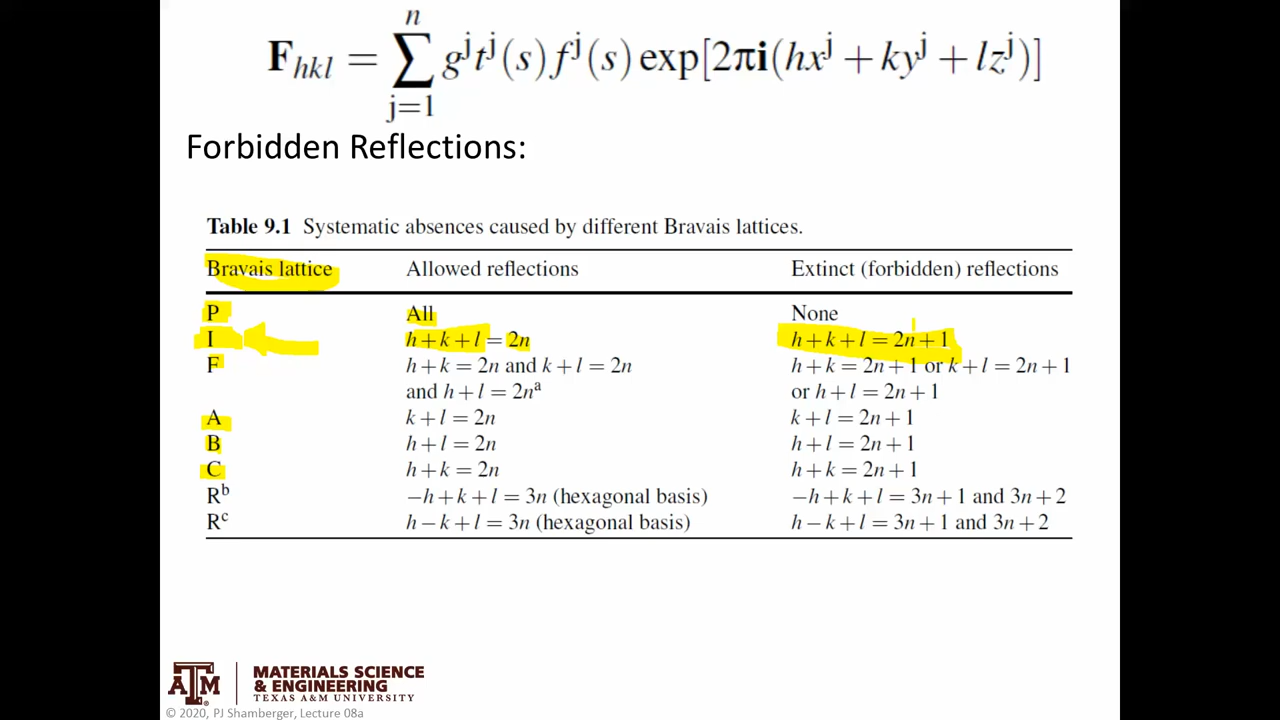 F_hkl = Σ_{j=1}^{n} g^j t^j(s) f^j(s) exp[2πi(hx^j + ky^j + lz^j)]
Forbidden Reflections:
Table 9.1 Systematic absences caused by different Bravais lattices.
Bravais lattice Allowed reflections Extinct (forbidden) reflections
P All None
I h+k+l = 2n h+k+l = 2n+1
F h+k = 2n and k+l = 2n h+k = 2n+1 or k+l = 2n+1
and h+l = 2n^a or h+l = 2n+1
A k+l = 2n k+l = 2n+1
B h+l = 2n h+l = 2n+1
C h+k = 2n h+k = 2n+1
R^b −h+k+l = 3n (hexagonal basis) −h+k+l = 3n+1 and 3n+2
R^c h−k+l = 3n (hexagonal basis) h−k+l = 3n+1 and 3n+2
ATM
MATERIALS SCIENCE
& ENGINEERING
TEXAS A&M UNIVERSITY
© 2020, PJ Shamberger, Lecture 08a